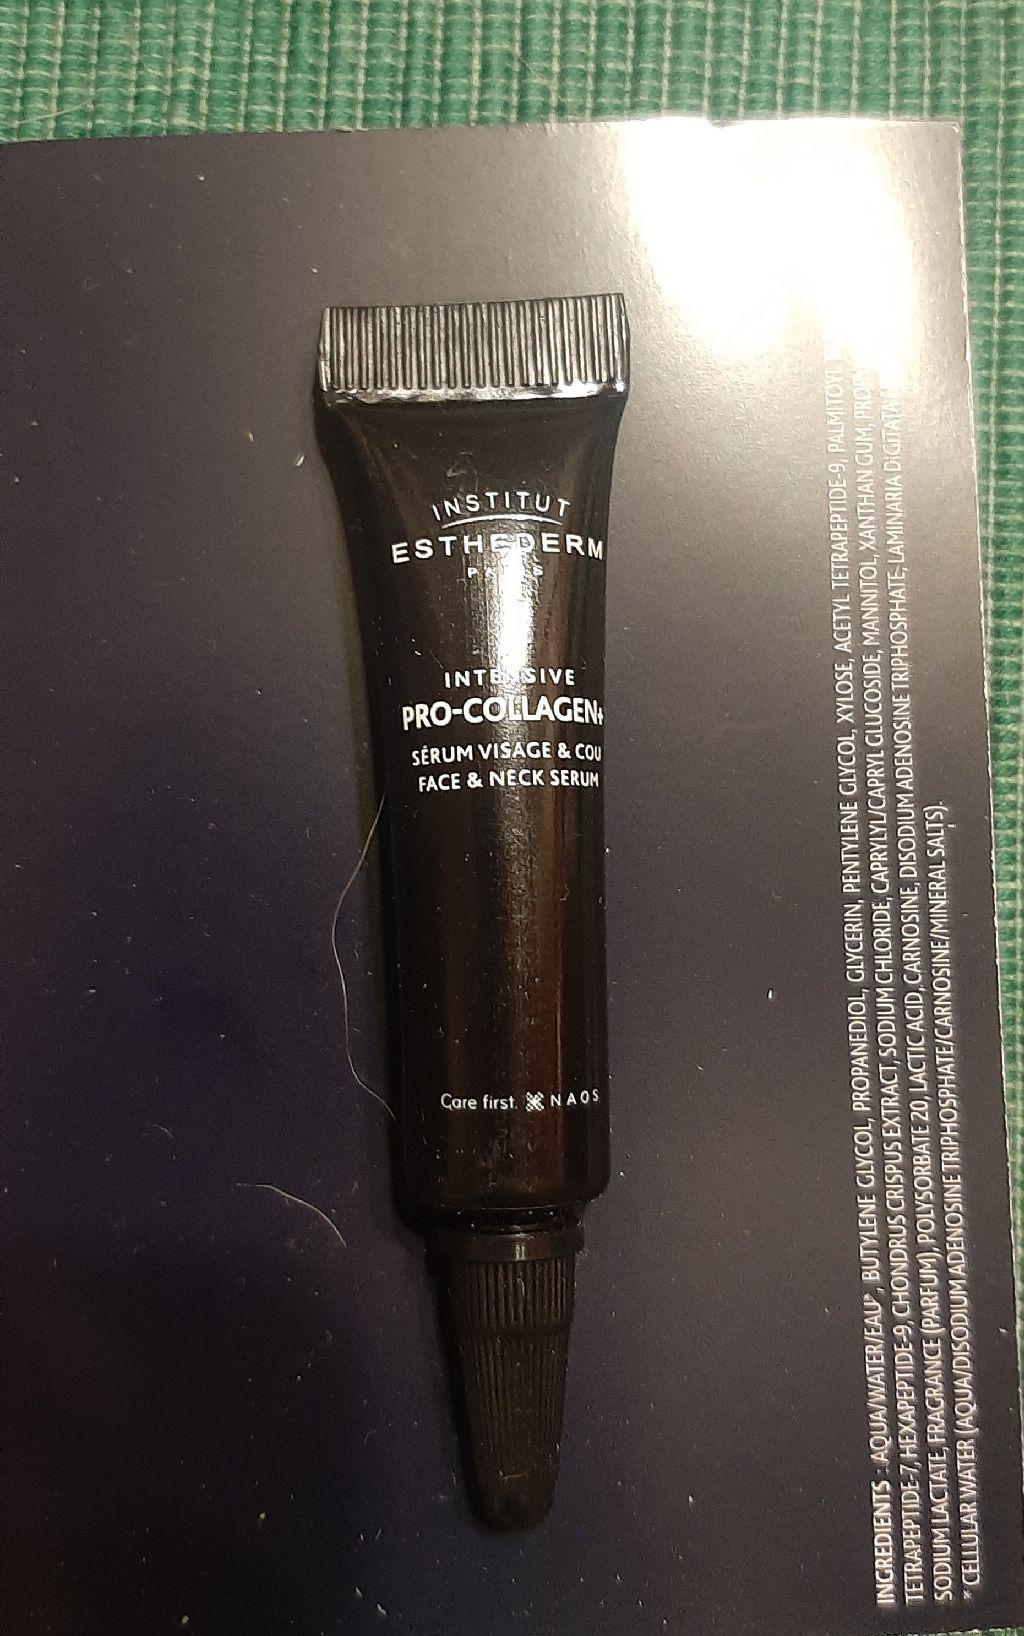 INSTITUT
ESTHEDERM
PARIS
INTENSIVE
PRO-COLLAGEN+
SÉRUM VISAGE & COU
FACE & NECK SERUM
Care first. NAOS
INGREDIENTS : AQUA/WATER/EAU*, BUTYLENE GLYCOL, PROPANEDIOL, GLYCERIN, PENTYLENE GLYCOL, XYLOSE, ACETYL TETRAPEPTIDE-9, PALMITOYL
TETRAPEPTIDE-7, HEXAPEPTIDE-9, CHONDRUS CRISPUS EXTRACT, SODIUM CHLORIDE, CAPRYLYL/CAPRYL GLUCOSIDE, MANNITOL, XANTHAN GUM,
SODIUM LACTATE, FRAGRANCE (PARFUM), POLYSORBATE 20, LACTIC ACID, CARNOSINE, DISODIUM ADENOSINE TRIPHOSPHATE, LAMINARIA DIGITATA
* CELLULAR WATER (AQUA/DISODIUM ADENOSINE TRIPHOSPHATE/CARNOSINE/MINERAL SALTS).